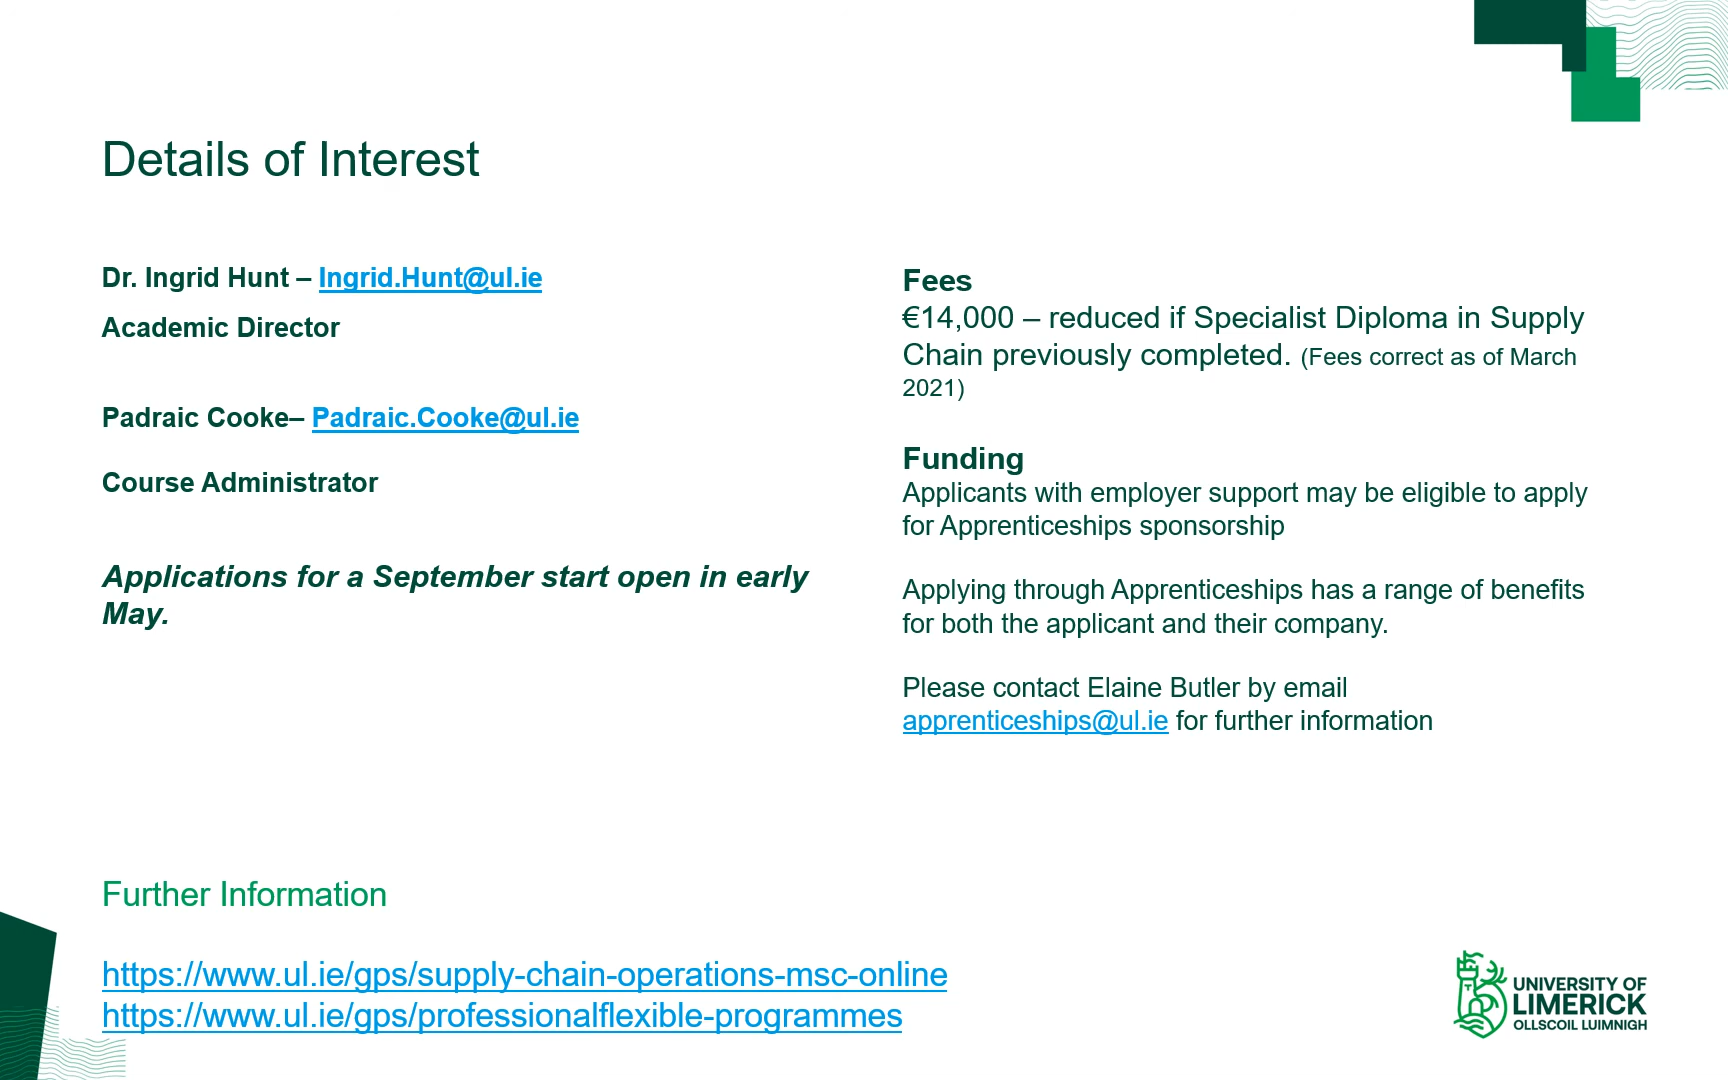 Details of Interest
Dr. Ingrid Hunt – Ingrid.Hunt@ul.ie
Academic Director
Padraic Cooke– Padraic.Cooke@ul.ie
Course Administrator
Applications for a September start open in early
May.
Fees
€14,000 – reduced if Specialist Diploma in Supply
Chain previously completed. (Fees correct as of March
2021)
Funding
Applicants with employer support may be eligible to apply
for Apprenticeships sponsorship
Applying through Apprenticeships has a range of benefits
for both the applicant and their company.
Please contact Elaine Butler by email
apprenticeships@ul.ie for further information
Further Information
https://www.ul.ie/gps/supply-chain-operations-msc-online
https://www.ul.ie/gps/professionalflexible-programmes
UNIVERSITY OF
LIMERICK
OLLSCOIL LUIMNIGH